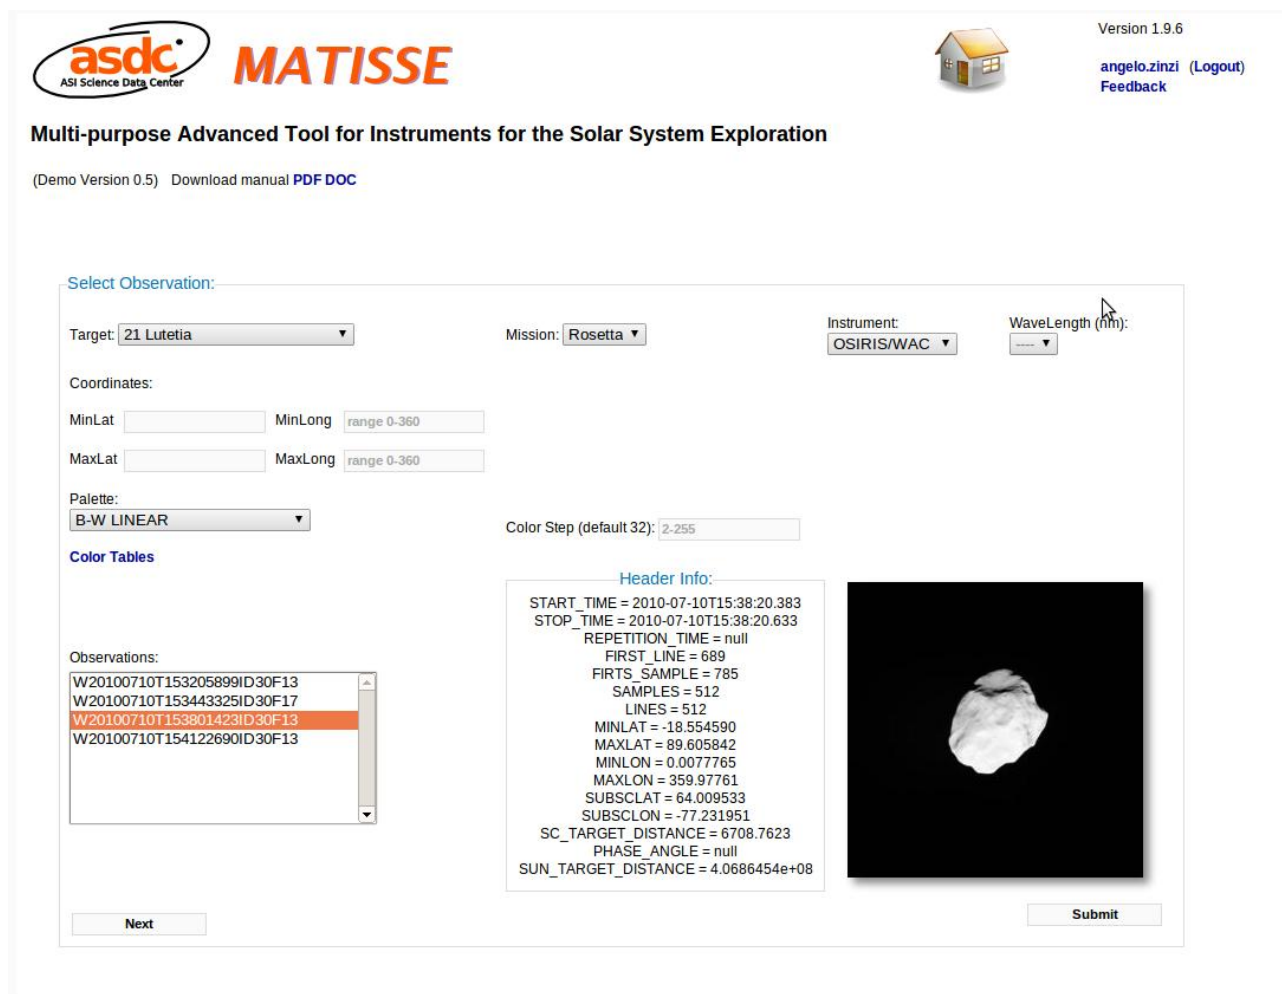 asdc
ASI Science Data Center
MATISSE
Version 1.9.6
angelo.zinzi (Logout)
Feedback
Multi-purpose Advanced Tool for Instruments for the Solar System Exploration
(Demo Version 0.5) Download manual PDF DOC
Select Observation:
Target: 21 Lutetia
Mission: Rosetta
Instrument:
OSIRIS/WAC
WaveLength (nm):
----
Coordinates:
MinLat
MinLong range 0-360
MaxLat
MaxLong range 0-360
Palette:
B-W LINEAR
Color Step (default 32): 2-255
Color Tables
Observations:
W20100710T153205899ID30F13
W20100710T153443325ID30F17
W20100710T153801423ID30F13
W20100710T154122690ID30F13
Header Info:
START_TIME = 2010-07-10T15:38:20.383
STOP_TIME = 2010-07-10T15:38:20.633
REPETITION_TIME = null
FIRST_LINE = 689
FIRTS_SAMPLE = 785
SAMPLES = 512
LINES = 512
MINLAT = -18.554590
MAXLAT = 89.605842
MINLON = 0.0077765
MAXLON = 359.97761
SUBSCLAT = 64.009533
SUBSCLON = -77.231951
SC_TARGET_DISTANCE = 6708.7623
PHASE_ANGLE = null
SUN_TARGET_DISTANCE = 4.0686454e+08
Next
Submit